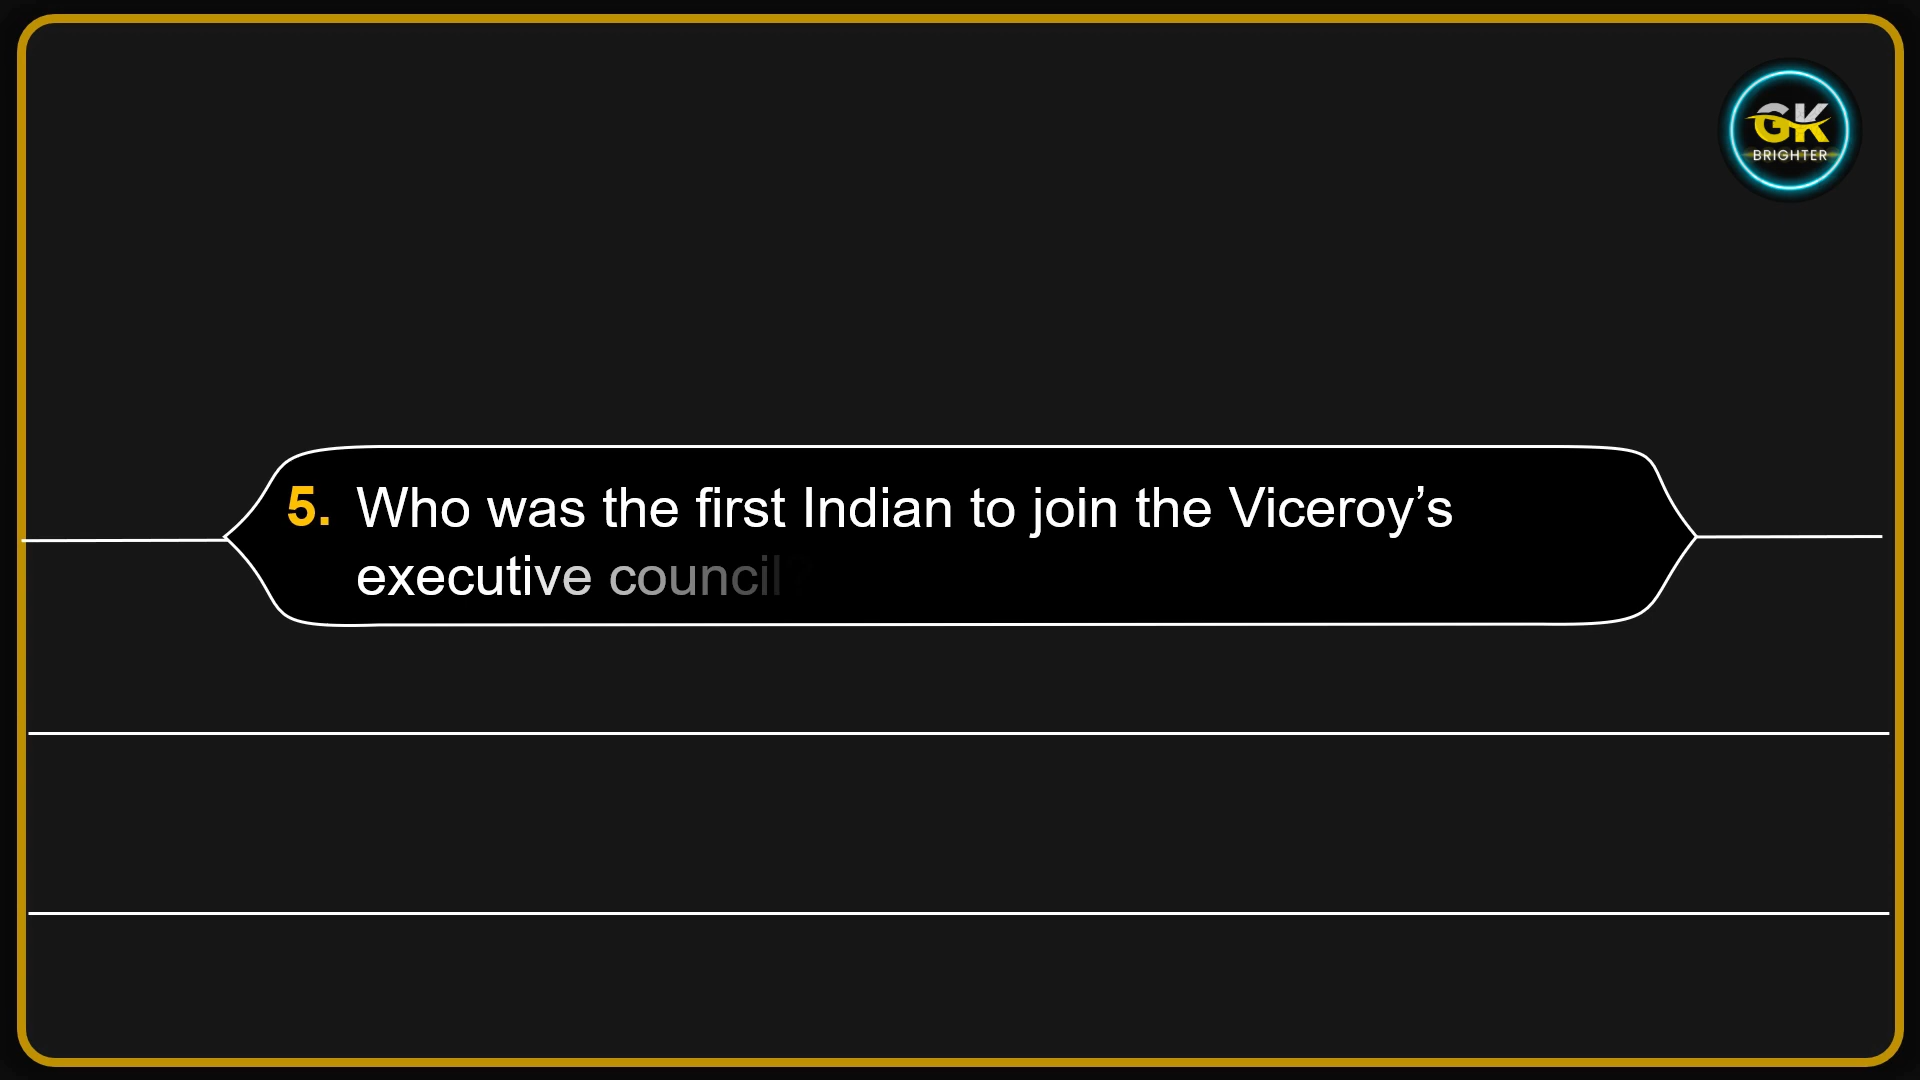 GK
BRIGHTER
5. Who was the first Indian to join the Viceroy’s
executive council?